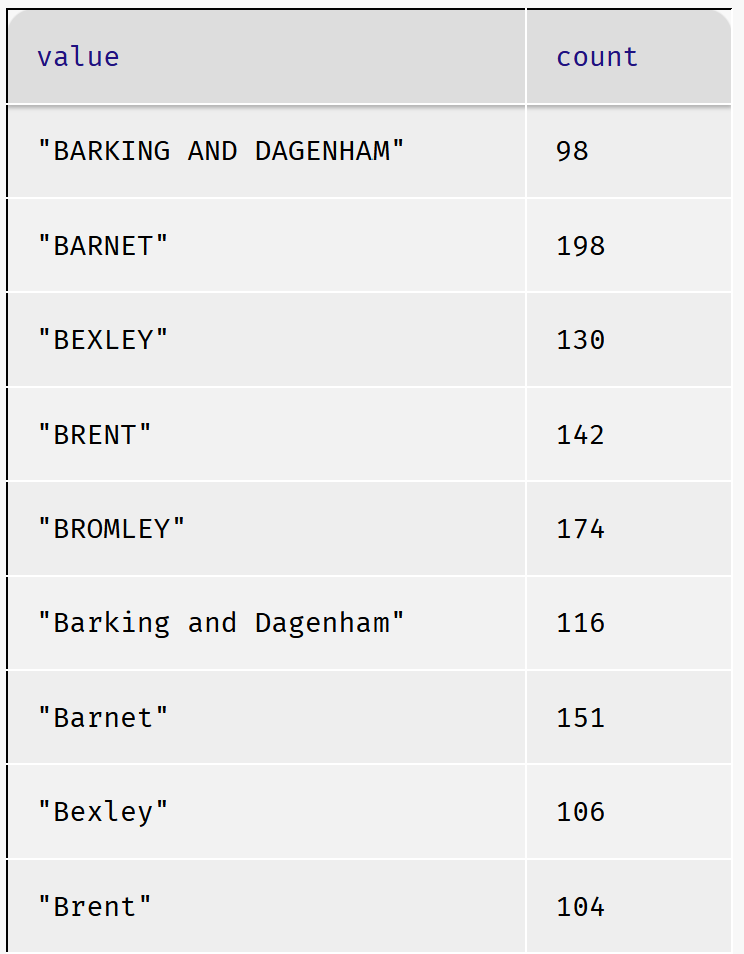 value count
"BARKING AND DAGENHAM" 98
"BARNET" 198
"BEXLEY" 130
"BRENT" 142
"BROMLEY" 174
"Barking and Dagenham" 116
"Barnet" 151
"Bexley" 106
"Brent" 104